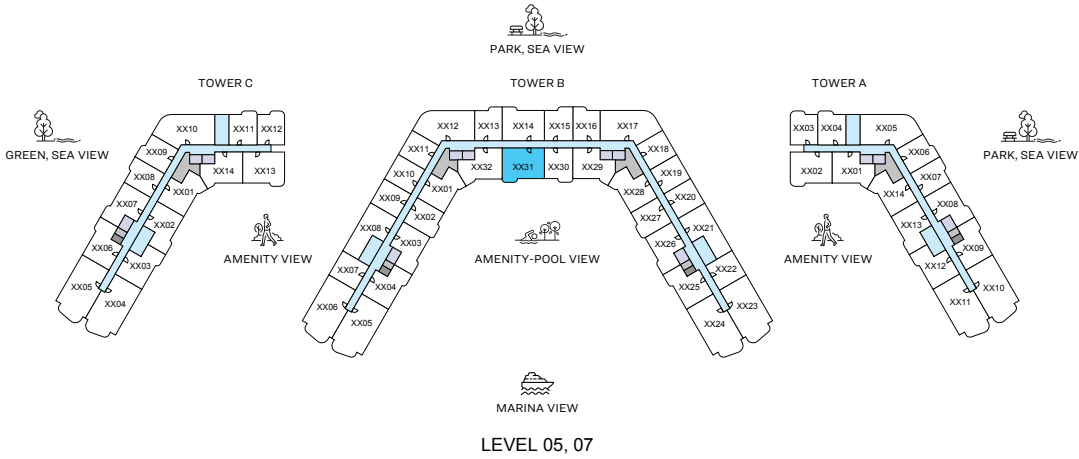 PARK, SEA VIEW
TOWER C
TOWER B
TOWER A
GREEN, SEA VIEW
PARK, SEA VIEW
XX10
XX11
XX12
XX09
XX08
XX01
XX14
XX13
XX07
XX02
XX06
XX03
XX05
XX04
AMENITY VIEW
XX12
XX13
XX14
XX15
XX16
XX17
XX11
XX32
XX31
XX30
XX29
XX18
XX10
XX01
XX28
XX19
XX09
XX02
XX27
XX20
XX08
XX03
XX26
XX21
XX07
XX04
XX25
XX22
XX06
XX05
XX24
XX23
AMENITY-POOL VIEW
XX03
XX04
XX05
XX02
XX01
XX06
XX14
XX07
XX13
XX08
XX12
XX09
XX11
XX10
AMENITY VIEW
MARINA VIEW
LEVEL 05, 07